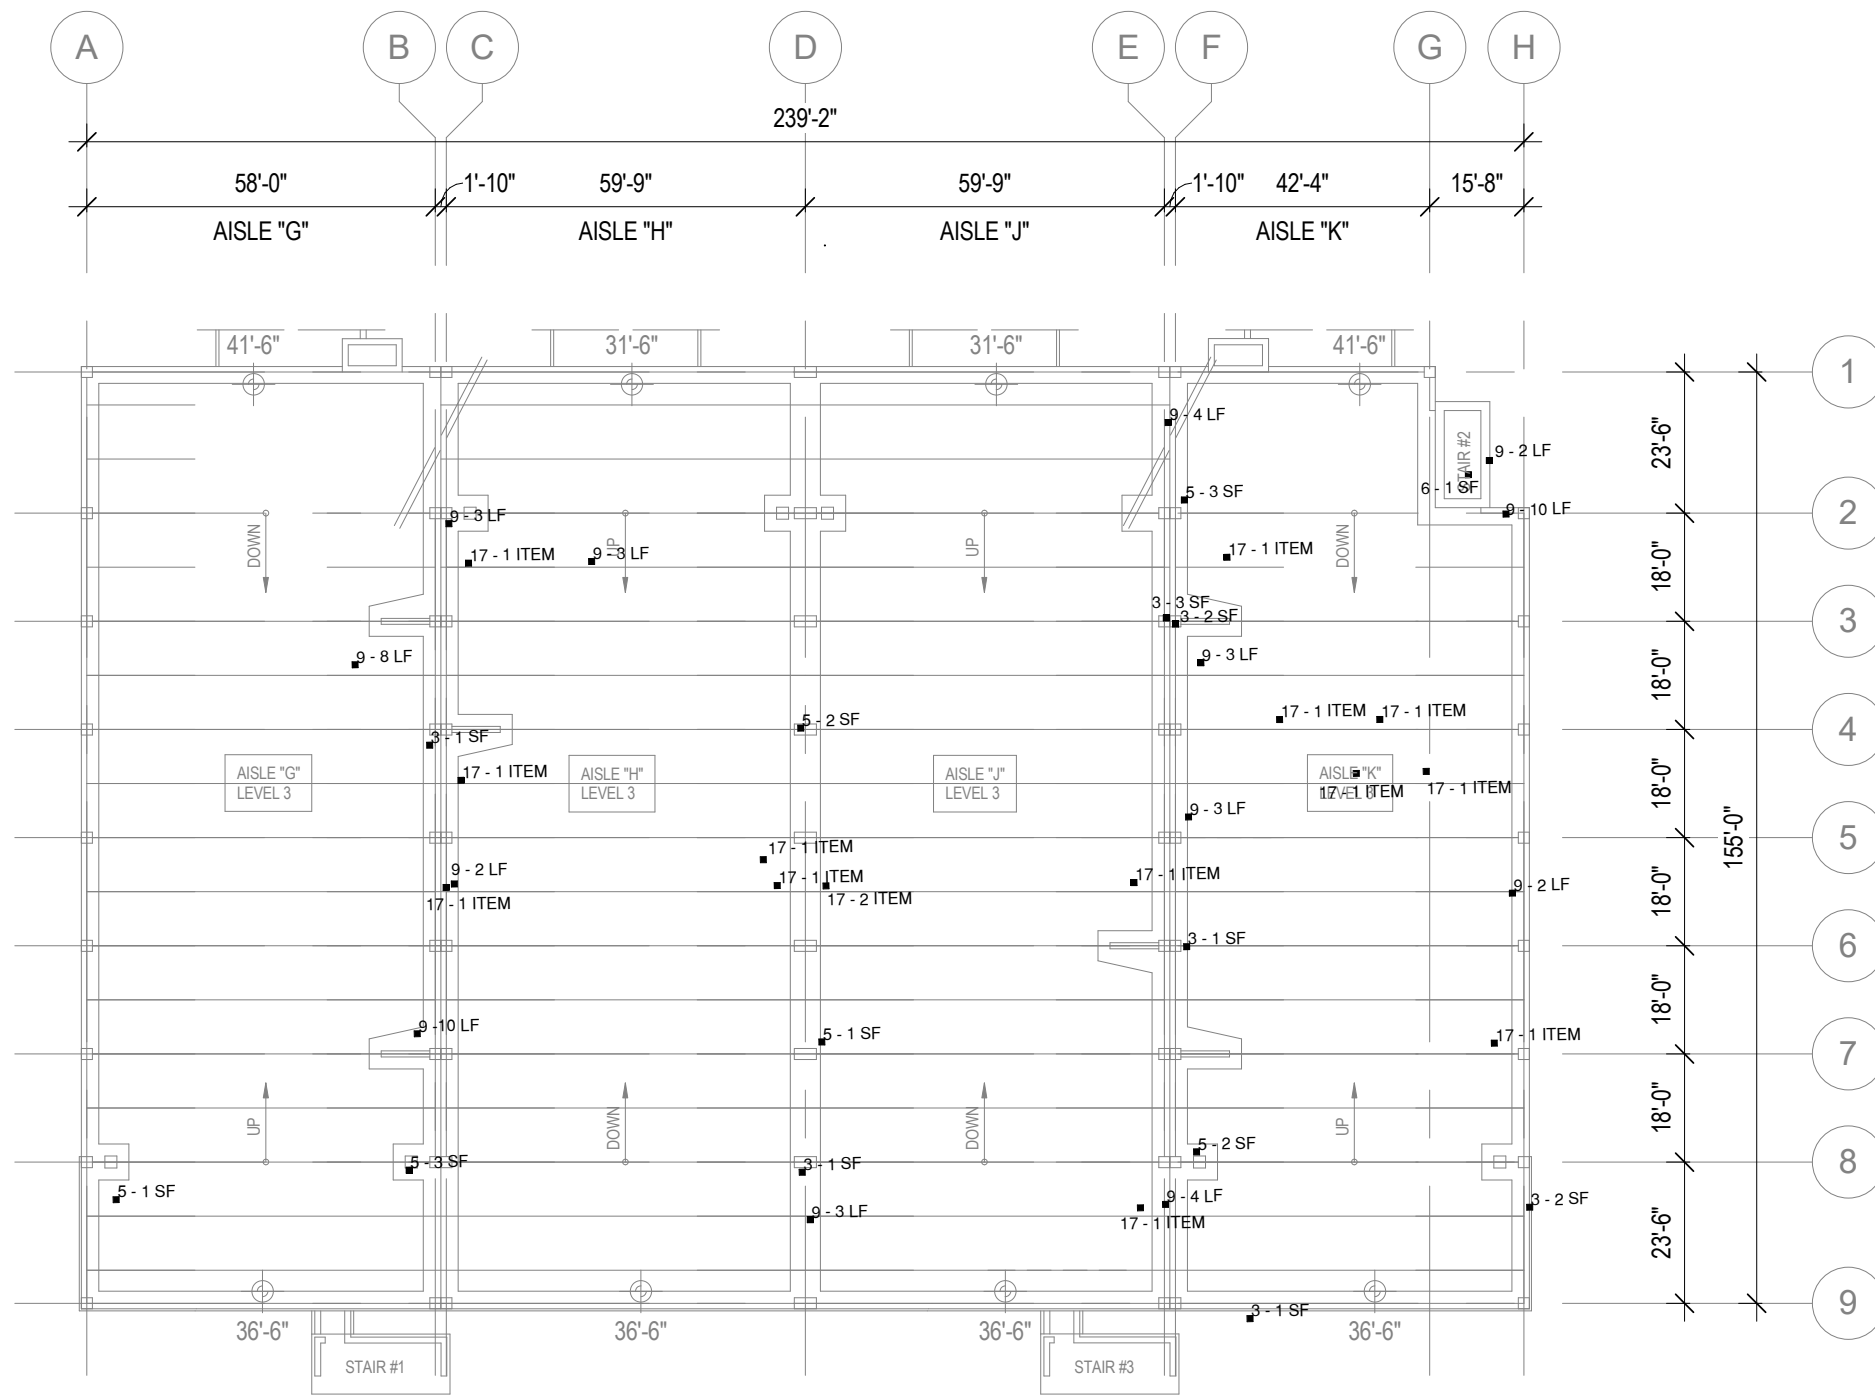 A B C D E F G H
239'-2"
58'-0" 1'-10" 59'-9" 59'-9" 1'-10" 42'-4" 15'-8"
AISLE "G" AISLE "H" AISLE "J" AISLE "K"
41'-6" 31'-6" 31'-6" 41'-6"
1
9 - 4 LF
23'-6"
STAIR #2
9 - 2 LF
6 - 1 SF
5 - 3 SF
9 - 3 LF
9 - 10 LF
2
DOWN
UP
UP
DOWN
17 - 1 ITEM
9 - 3 LF
17 - 1 ITEM
18'-0"
3 - 3 SF
3 - 2 SF
3
9 - 8 LF
9 - 3 LF
18'-0"
5 - 2 SF
17 - 1 ITEM
17 - 1 ITEM
4
3 - 1 SF
AISLE "G"
LEVEL 3
17 - 1 ITEM
AISLE "H"
LEVEL 3
AISLE "J"
LEVEL 3
AISLE "K"
LEVEL 3
17 - 1 ITEM
17 - 1 ITEM
18'-0"
9 - 3 LF
155'-0"
5
17 - 1 ITEM
9 - 2 LF
17 - 1 ITEM
17 - 1 ITEM
17 - 2 ITEM
17 - 1 ITEM
9 - 2 LF
18'-0"
3 - 1 SF
6
18'-0"
9 -10 LF
5 - 1 SF
17 - 1 ITEM
7
UP
DOWN
DOWN
UP
18'-0"
5 - 3 SF
3 - 1 SF
5 - 2 SF
8
5 - 1 SF
9 - 3 LF
9 - 4 LF
17 - 1 ITEM
3 - 2 SF
23'-6"
3 - 1 SF
9
36'-6" 36'-6" 36'-6" 36'-6"
STAIR #1 STAIR #3